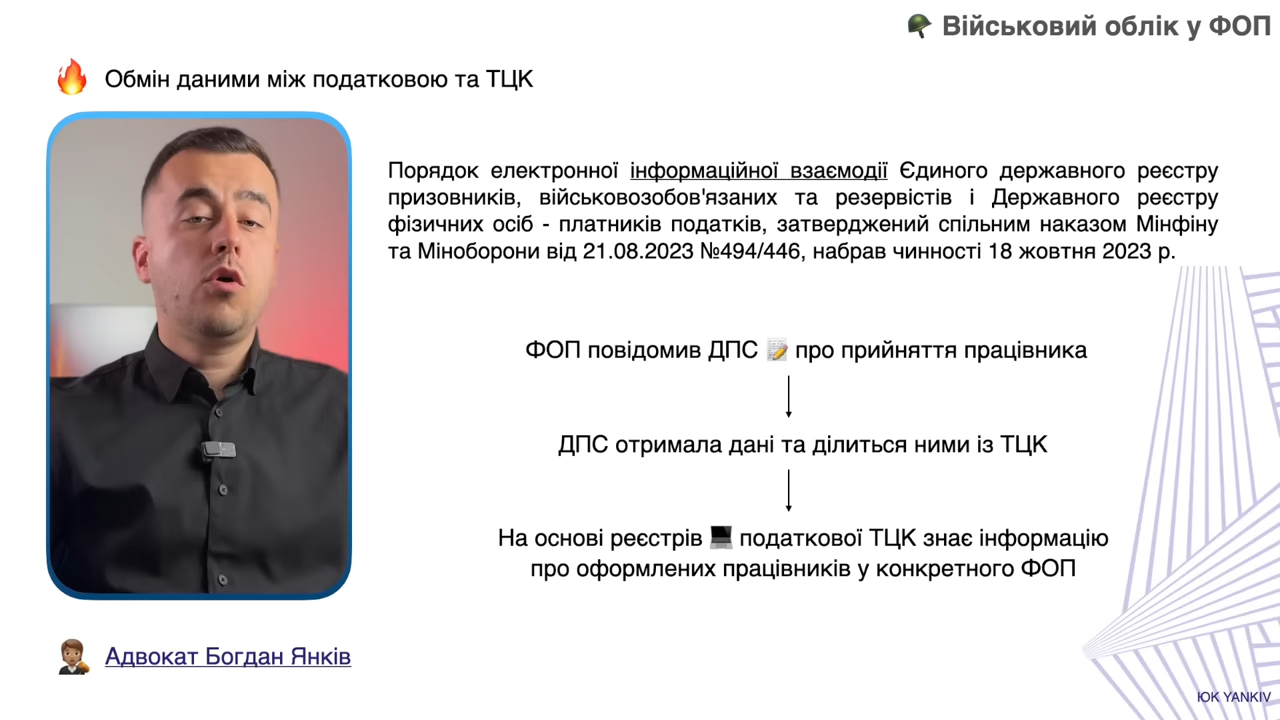 Військовий облік у ФОП
Обмін даними між податковою та ТЦК
Порядок електронної інформаційної взаємодії Єдиного державного реєстру
призовників, військовозобов'язаних та резервістів і Державного реєстру
фізичних осіб - платників податків, затверджений спільним наказом Мінфіну
та Міноборони від 21.08.2023 №494/446, набрав чинності 18 жовтня 2023 р.
ФОП повідомив ДПС 📝 про прийняття працівника
ДПС отримала дані та ділиться ними із ТЦК
На основі реєстрів 💻 податкової ТЦК знає інформацію
про оформлених працівників у конкретного ФОП
Адвокат Богдан Янків
ЮК YANKIV